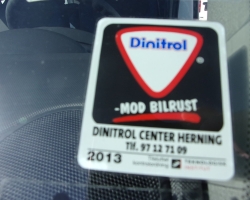 Dinitrol
-MOD BILRUST
DINITROL CENTER HERNING
Tlf. 97 12 71 09
2013